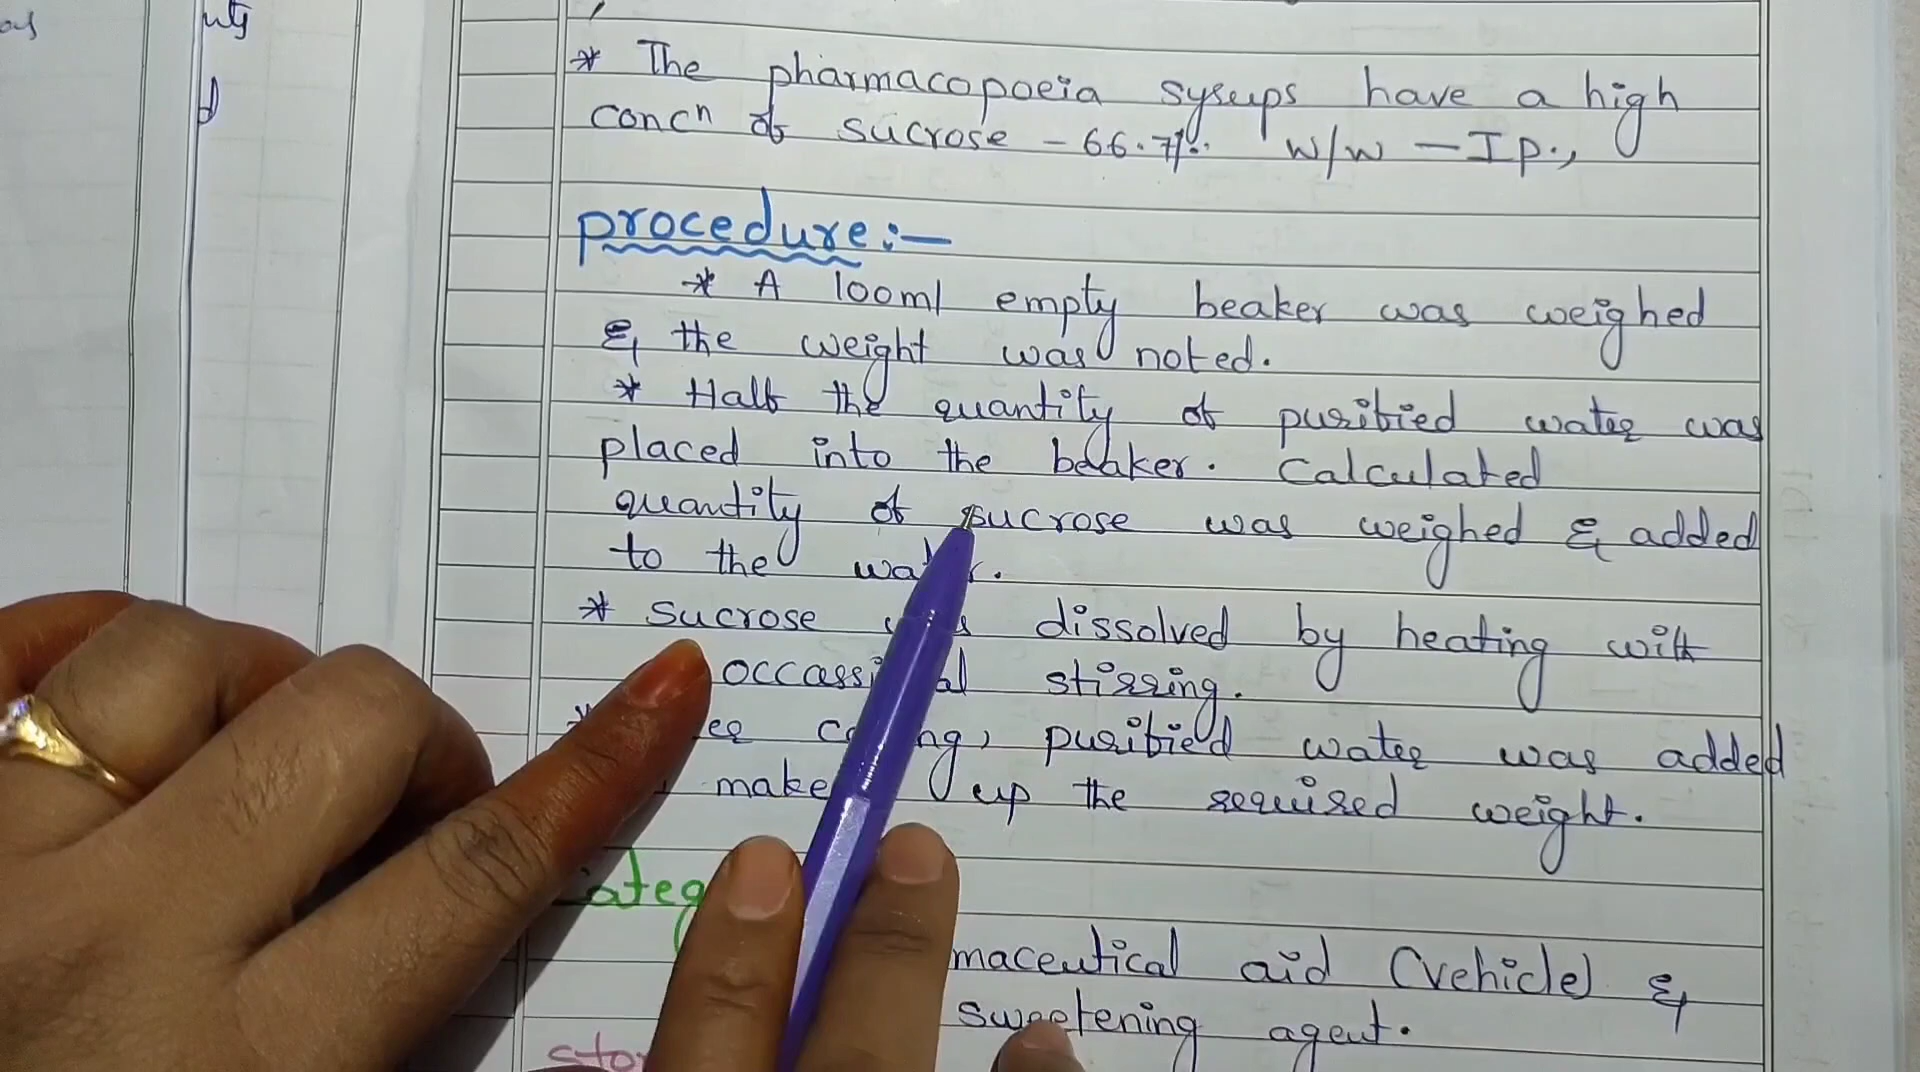 * The pharmacopoeia syrups have a high
concⁿ of sucrose - 66.7%. w/w - I p.,
procedure:-
* A 100ml empty beaker was weighed
& the weight was noted.
* Half the quantity of purified water was
placed into the beaker. Calculated
quantity of sucrose was weighed & added
to the
* Sucrose dissolved by heating with
stirring.
purified water was added
make up the required weight.
maceutical aid (vehicle) &
sweetening agent.